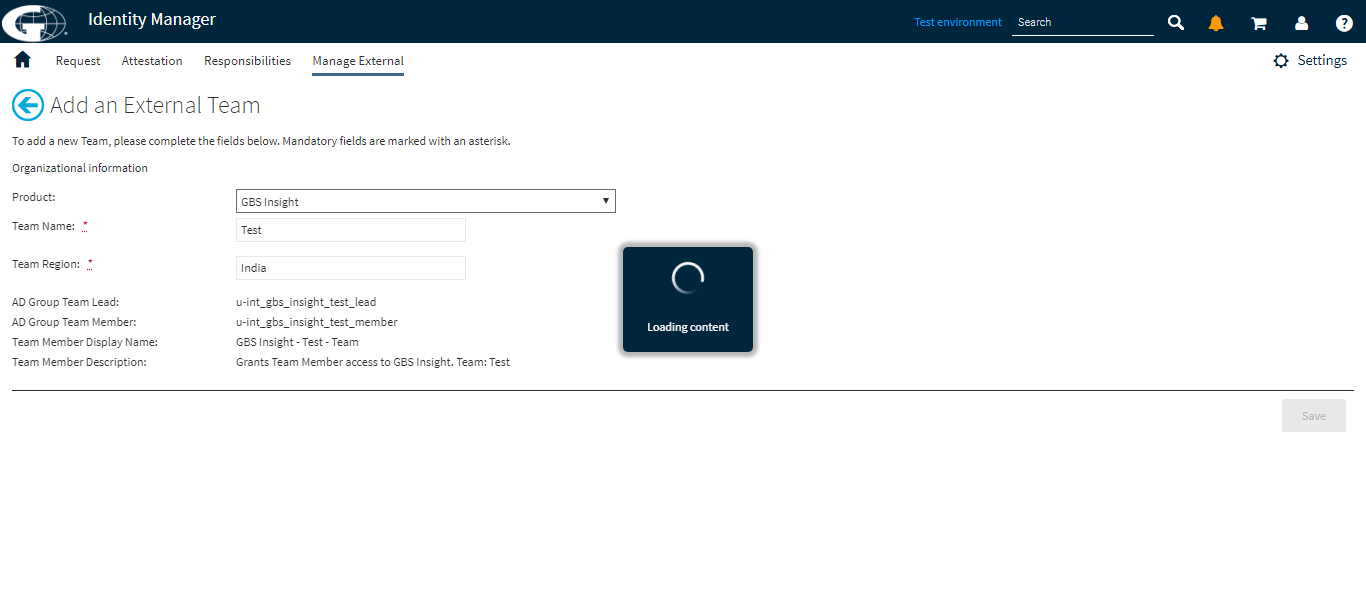 Identity Manager
Test environment
Search
Request Attestation Responsibilities Manage External
Settings
Add an External Team
To add a new Team, please complete the fields below. Mandatory fields are marked with an asterisk.
Organizational information
Product: GBS Insight
Team Name: * Test
Team Region: * India
AD Group Team Lead: u-int_gbs_insight_test_lead
AD Group Team Member: u-int_gbs_insight_test_member
Team Member Display Name: GBS Insight - Test - Team
Team Member Description: Grants Team Member access to GBS Insight. Team: Test
Loading content
Save